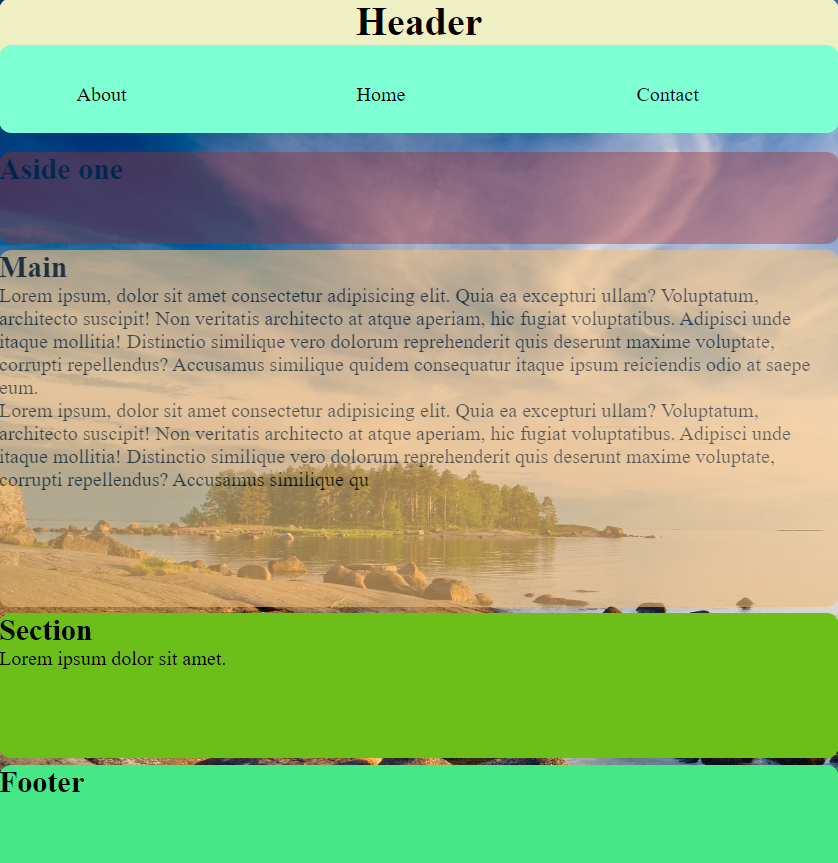 Header
About Home Contact
Aside one
Main
Lorem ipsum, dolor sit amet consectetur adipisicing elit. Quia ea excepturi ullam? Voluptatum,
architecto suscipit! Non veritatis architecto at atque aperiam, hic fugiat voluptatibus. Adipisci unde
itaque mollitia! Distinctio similique vero dolorum reprehenderit quis deserunt maxime voluptate,
corrupti repellendus? Accusamus similique quidem consequatur itaque ipsum reiciendis odio at saepe
eum.
Lorem ipsum, dolor sit amet consectetur adipisicing elit. Quia ea excepturi ullam? Voluptatum,
architecto suscipit! Non veritatis architecto at atque aperiam, hic fugiat voluptatibus. Adipisci unde
itaque mollitia! Distinctio similique vero dolorum reprehenderit quis deserunt maxime voluptate,
corrupti repellendus? Accusamus similique qu
Section
Lorem ipsum dolor sit amet.
Footer